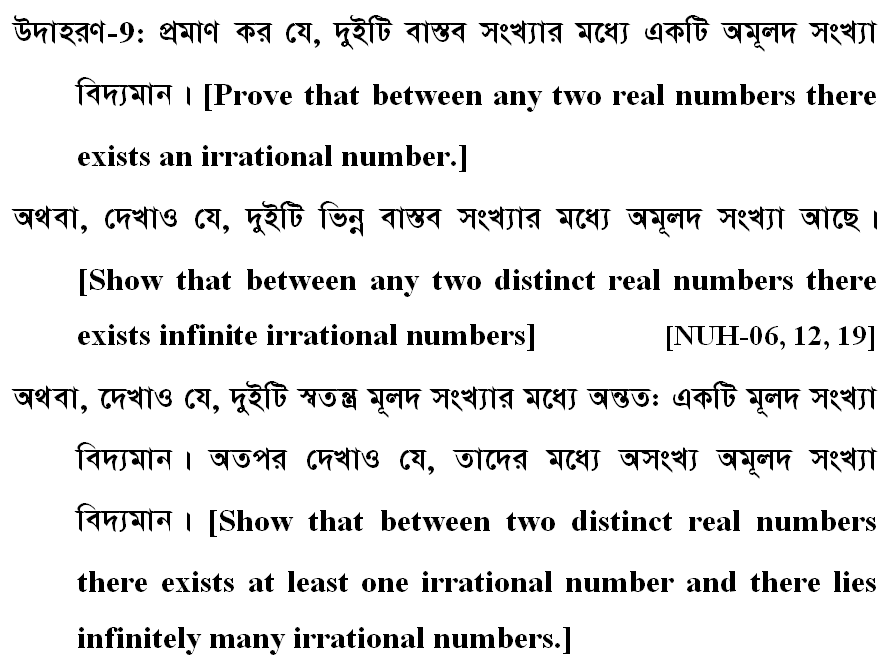 উদাহরণ-9: প্রমাণ কর যে, দুইটি বাস্তব সংখ্যার মধ্যে একটি অমূলদ সংখ্যা
বিদ্যমান। [Prove that between any two real numbers there
exists an irrational number.]
অথবা, দেখাও যে, দুইটি ভিন্ন বাস্তব সংখ্যার মধ্যে অমূলদ সংখ্যা আছে।
[Show that between any two distinct real numbers there
exists infinite irrational numbers] [NUH-06, 12, 19]
অথবা, দেখাও যে, দুইটি স্বতন্ত্র মূলদ সংখ্যার মধ্যে অন্তত: একটি মূলদ সংখ্যা
বিদ্যমান। অতপর দেখাও যে, তাদের মধ্যে অসংখ্য অমূলদ সংখ্যা
বিদ্যমান। [Show that between two distinct real numbers
there exists at least one irrational number and there lies
infinitely many irrational numbers.]